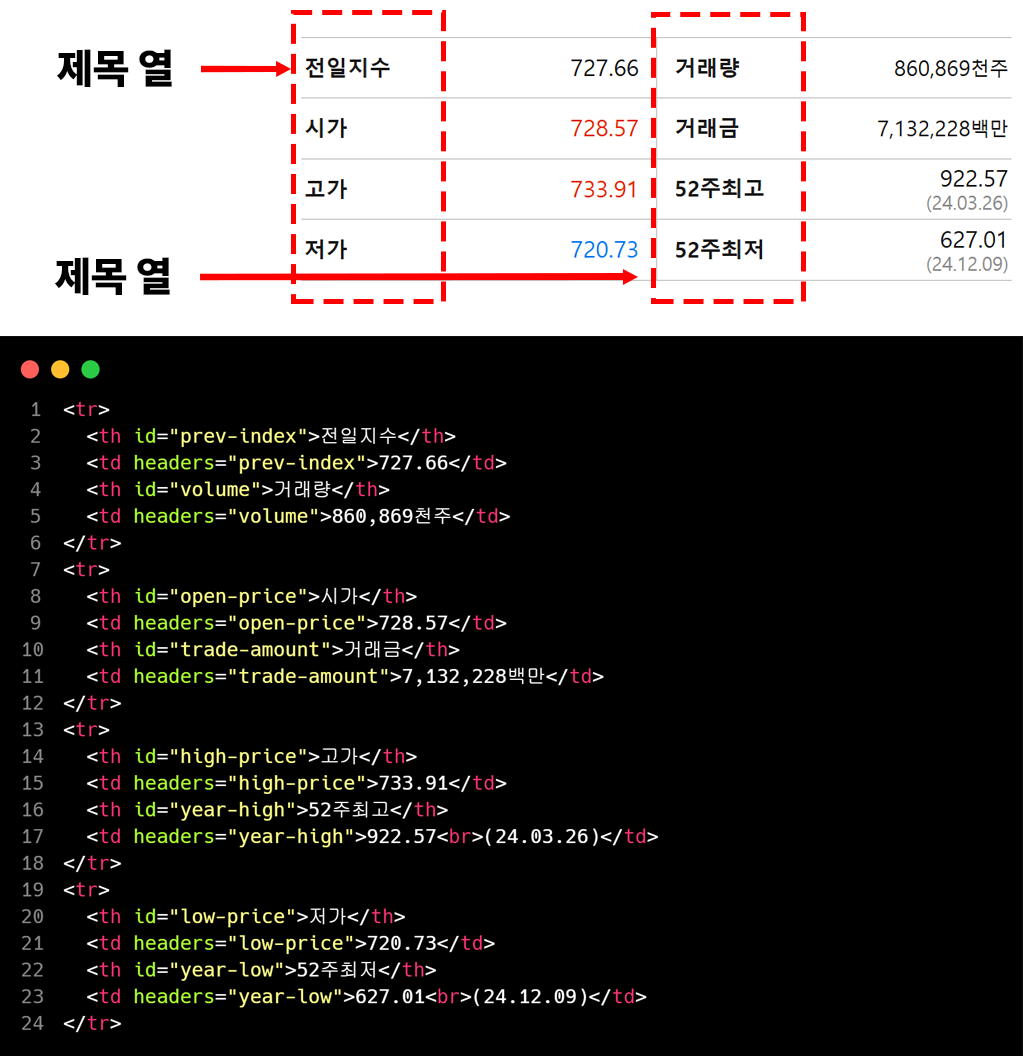 제목 열
전일지수 727.66 거래량 860,869천주
시가 728.57 거래금 7,132,228백만
고가 733.91 52주최고 922.57
(24.03.26)
저가 720.73 52주최저 627.01
(24.12.09)
제목 열
1 <tr>
2 <th id="prev-index">전일지수</th>
3 <td headers="prev-index">727.66</td>
4 <th id="volume">거래량</th>
5 <td headers="volume">860,869천주</td>
6 </tr>
7 <tr>
8 <th id="open-price">시가</th>
9 <td headers="open-price">728.57</td>
10 <th id="trade-amount">거래금</th>
11 <td headers="trade-amount">7,132,228백만</td>
12 </tr>
13 <tr>
14 <th id="high-price">고가</th>
15 <td headers="high-price">733.91</td>
16 <th id="year-high">52주최고</th>
17 <td headers="year-high">922.57<br>(24.03.26)</td>
18 </tr>
19 <tr>
20 <th id="low-price">저가</th>
21 <td headers="low-price">720.73</td>
22 <th id="year-low">52주최저</th>
23 <td headers="year-low">627.01<br>(24.12.09)</td>
24 </tr>